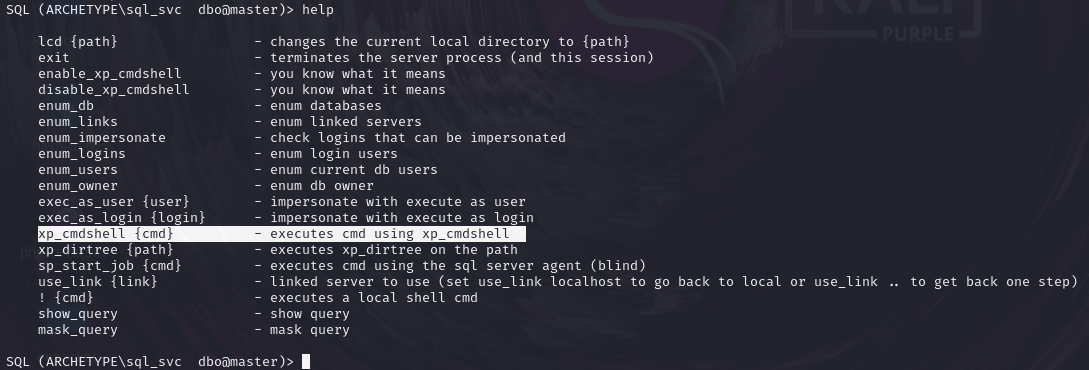 KALI
PURPLE
SQL (ARCHETYPE\sql_svc  dbo@master)> help
lcd {path}                 - changes the current local directory to {path}
exit                       - terminates the server process (and this session)
enable_xp_cmdshell         - you know what it means
disable_xp_cmdshell        - you know what it means
enum_db                    - enum databases
enum_links                 - enum linked servers
enum_impersonate           - check logins that can be impersonated
enum_logins                - enum login users
enum_users                 - enum current db users
enum_owner                 - enum db owner
exec_as_user {user}        - impersonate with execute as user
exec_as_login {login}      - impersonate with execute as login
xp_cmdshell {cmd}          - executes cmd using xp_cmdshell
xp_dirtree {path}          - executes xp_dirtree on the path
sp_start_job {cmd}         - executes cmd using the sql server agent (blind)
use_link {link}            - linked server to use (set use_link localhost to go back to local or use_link .. to get back one step)
! {cmd}                    - executes a local shell cmd
show_query                 - show query
mask_query                 - mask query
SQL (ARCHETYPE\sql_svc  dbo@master)>